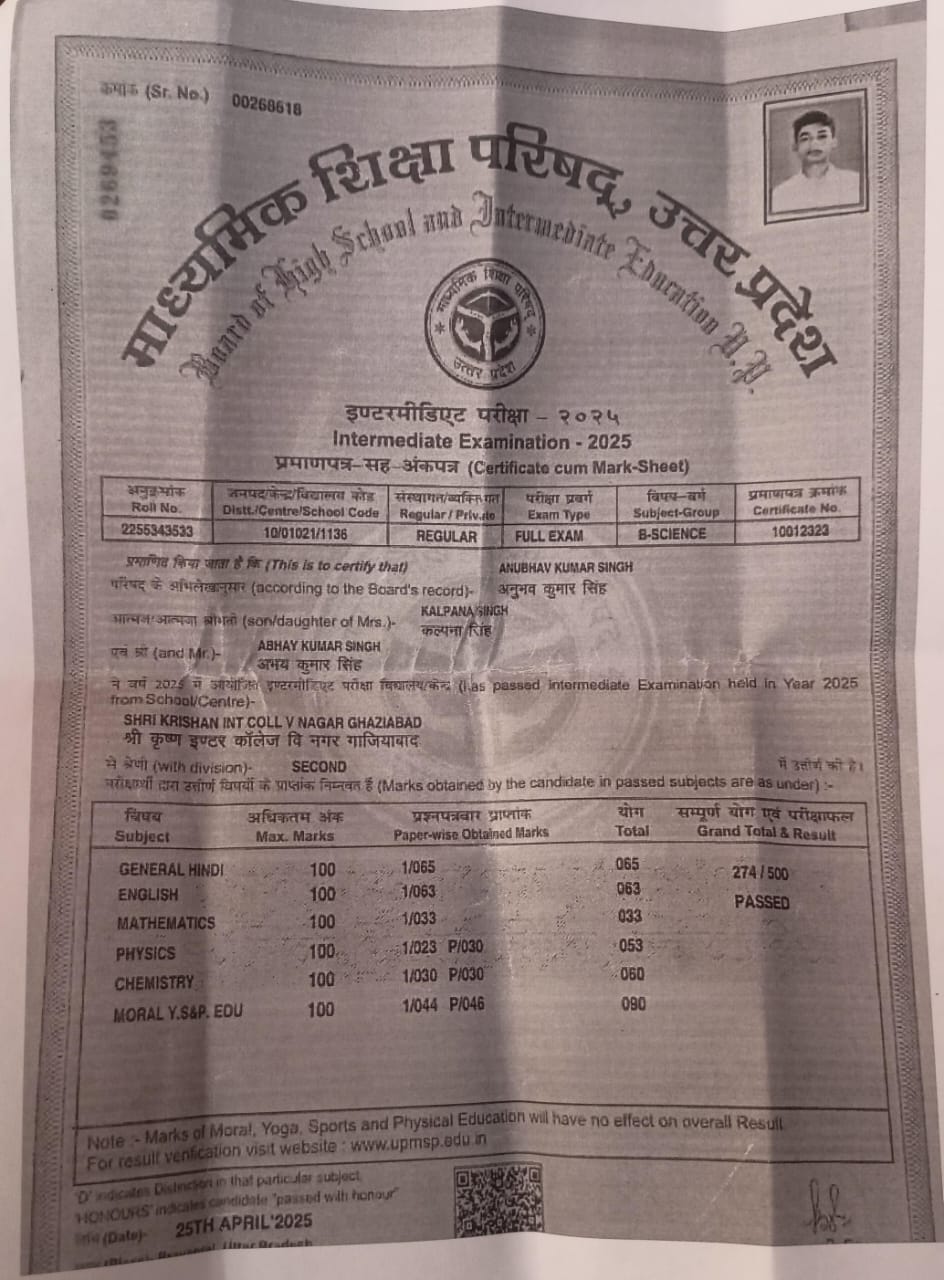 क्रमांक (Sr. No.) 00268618
0269453
माध्यमिक शिक्षा परिषद्, उत्तर प्रदेश
Board of High School and Intermediate Education U.P.
माध्यमिक शिक्षा परिषद
उत्तर प्रदेश
इण्टरमीडिएट परीक्षा – २०२५
Intermediate Examination - 2025
प्रमाणपत्र–सह–अंकपत्र (Certificate cum Mark-Sheet)
अनुक्रमांक जनपद/केन्द्र/विद्यालय कोड संस्थागत/व्यक्तिगत परीक्षा प्रवर्ग विषय–वर्ग प्रमाणपत्र क्रमांक
Roll No. Distt./Centre/School Code Regular / Private Exam Type Subject-Group Certificate No.
2255343533 10/01021/1136 REGULAR FULL EXAM B-SCIENCE 10012323
प्रमाणित किया जाता है कि (This is to certify that) ANUBHAV KUMAR SINGH
परिषद के अभिलेखानुसार (according to the Board's record)- अनुभव कुमार सिंह
KALPANA SINGH
आत्मज/आत्मजा श्रीमती (son/daughter of Mrs.)- कल्पना सिंह
एवं श्री (and Mr.)- ABHAY KUMAR SINGH
अभय कुमार सिंह
ने वर्ष 2025 में आयोजित इण्टरमीडिएट परीक्षा विद्यालय/केन्द्र (has passed intermediate Examination held in Year 2025
from School/Centre)-
SHRI KRISHAN INT COLL V NAGAR GHAZIABAD
श्री कृष्ण इण्टर कॉलेज वि नगर गाजियाबाद
से श्रेणी (with division)- SECOND में उत्तीर्ण की है।
परीक्षार्थी द्वारा उत्तीर्ण विषयों के प्राप्तांक निम्नवत हैं (Marks obtained by the candidate in passed subjects are as under) :-
विषय अधिकतम अंक प्रश्नपत्रवार प्राप्तांक योग सम्पूर्ण योग एवं परीक्षाफल
Subject Max. Marks Paper-wise Obtained Marks Total Grand Total & Result
GENERAL HINDI 100 1/065 065 274 / 500
ENGLISH 100 1/063 063 PASSED
MATHEMATICS 100 1/033 033
PHYSICS 100 1/023 P/030 053
CHEMISTRY 100 1/030 P/030 060
MORAL Y.S&P. EDU 100 1/044 P/046 090
Note :- Marks of Moral, Yoga, Sports and Physical Education will have no effect on overall Result
For result verification visit website : www.upmsp.edu.in
'D' indicates Distinction in that particular subject.
'HONOURS' indicates candidate "passed with honour"
(Date)- 25TH APRIL'2025
Uttar Pradesh